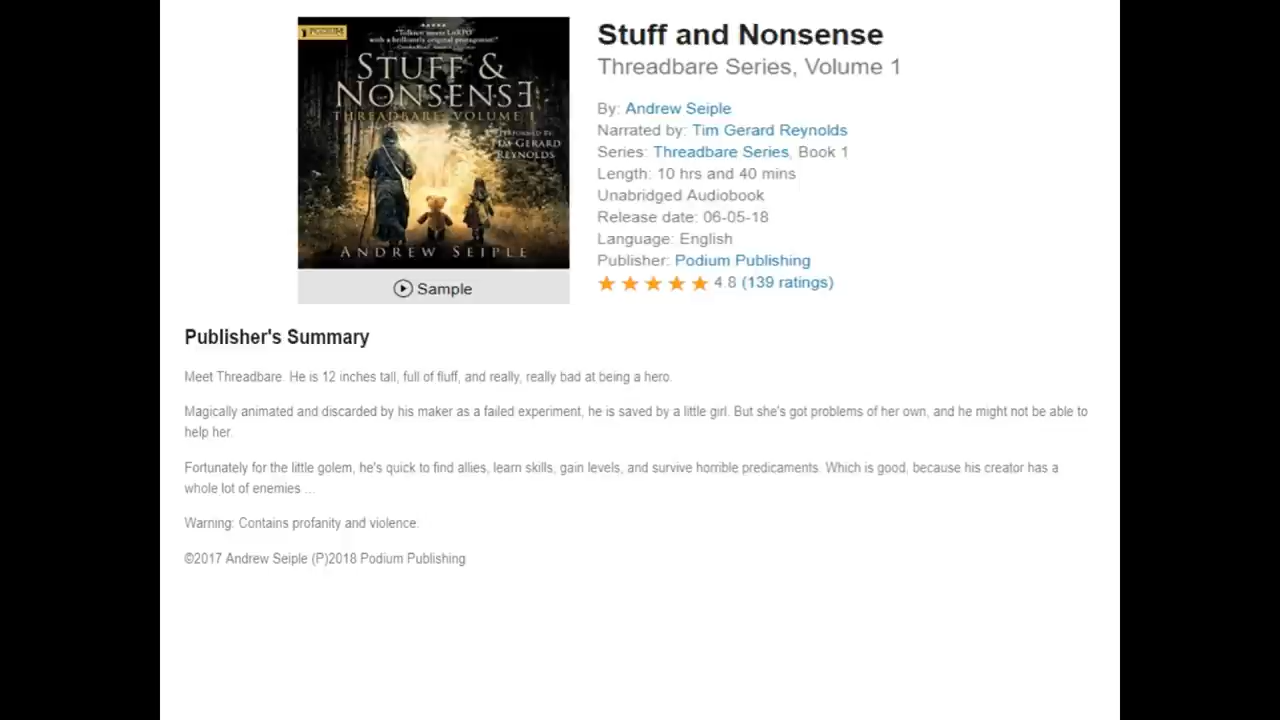 "Tolkien meets LitRPG
with a brilliantly original protagonist"
STUFF &
NONSENSE
THREADBARE VOLUME 1
PERFORMED BY:
TIM GERARD
REYNOLDS
ANDREW SEIPLE
Sample
Stuff and Nonsense
Threadbare Series, Volume 1
By: Andrew Seiple
Narrated by: Tim Gerard Reynolds
Series: Threadbare Series, Book 1
Length: 10 hrs and 40 mins
Unabridged Audiobook
Release date: 06-05-18
Language: English
Publisher: Podium Publishing
4.8 (139 ratings)
Publisher's Summary
Meet Threadbare. He is 12 inches tall, full of fluff, and really, really bad at being a hero.
Magically animated and discarded by his maker as a failed experiment, he is saved by a little girl. But she's got problems of her own, and he might not be able to
help her.
Fortunately for the little golem, he's quick to find allies, learn skills, gain levels, and survive horrible predicaments. Which is good, because his creator has a
whole lot of enemies ...
Warning: Contains profanity and violence.
©2017 Andrew Seiple (P)2018 Podium Publishing